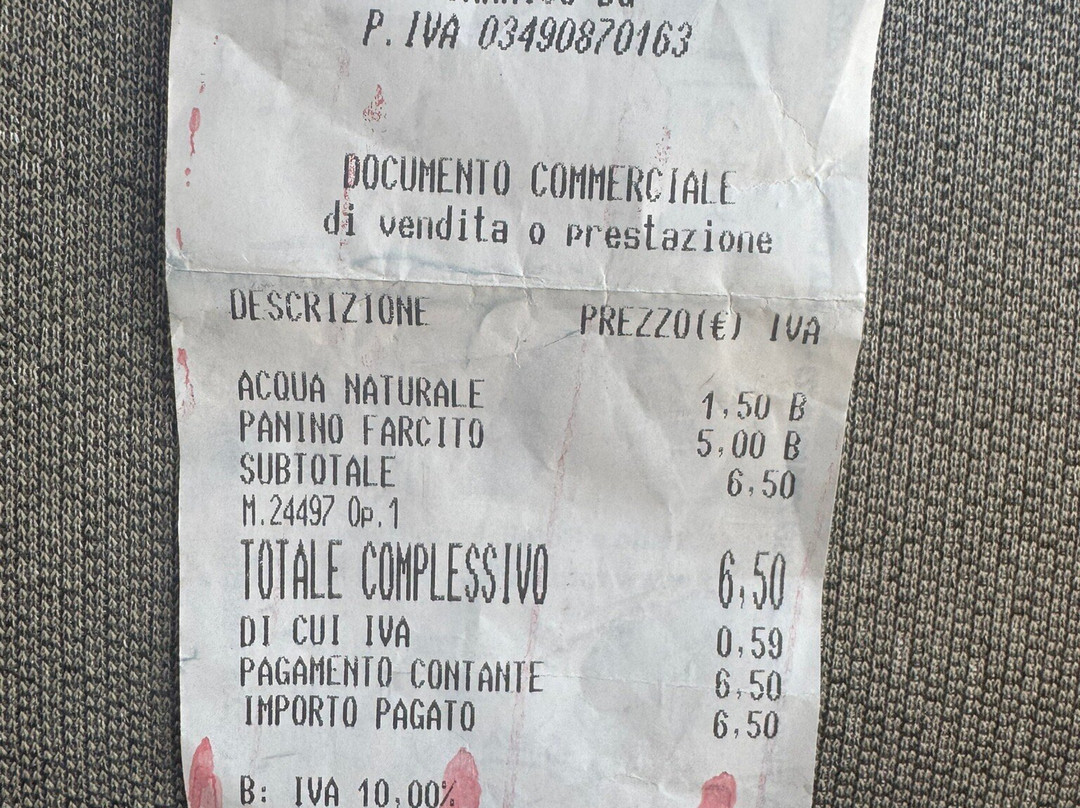 P.IVA 03490870163
DOCUMENTO COMMERCIALE
di vendita o prestazione
DESCRIZIONE PREZZO(€) IVA
ACQUA NATURALE 1,50 B
PANINO FARCITO 5,00 B
SUBTOTALE 6,50
M.24497 Op.1
TOTALE COMPLESSIVO 6,50
DI CUI IVA 0,59
PAGAMENTO CONTANTE 6,50
IMPORTO PAGATO 6,50
B: IVA 10,00%